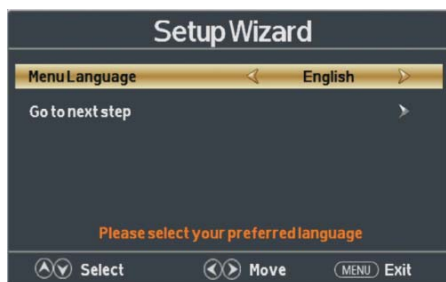 Setup Wizard
Menu Language English
Go to next step
Please select your preferred language
Select Move MENU Exit